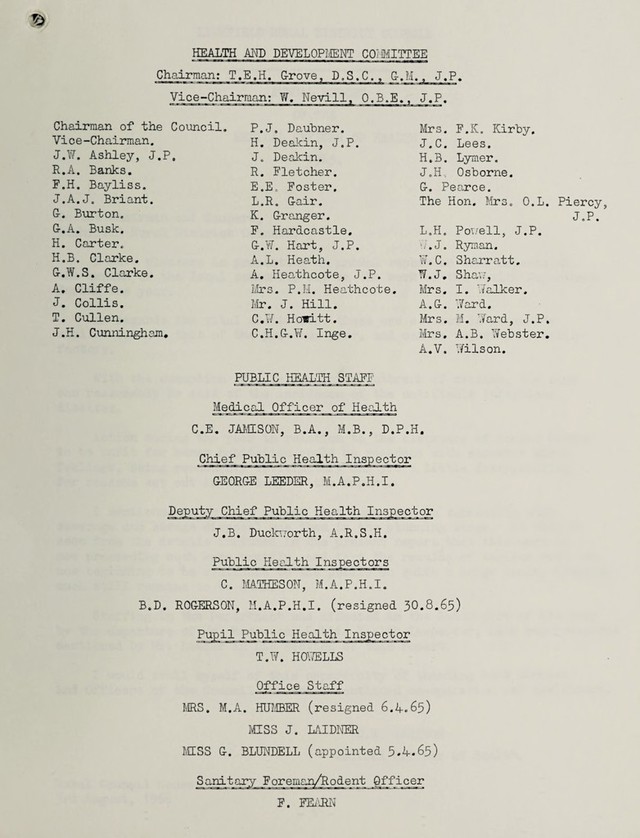 HEALTH AND DEVELOPMENT COMMITTEE
Chairman: T.E.H. Grove, D.S.C., G.M., J.P.
Vice-Chairman: W. Nevill, O.B.E., J.P.
Chairman of the Council.
Vice-Chairman.
J.W. Ashley, J.P.
R.A. Banks.
F.H. Bayliss.
J.A.J. Briant.
G. Burton.
G.A. Busk.
H. Carter.
H.B. Clarke.
G.W.S. Clarke.
A. Cliffe.
J. Collis.
T. Cullen.
J.H. Cunningham.
P.J. Daubner.
H. Deakin, J.P.
J. Deakin.
R. Fletcher.
E.E. Foster.
L.R. Gair.
K. Granger.
F. Hardcastle.
G.W. Hart, J.P.
A.L. Heath.
A. Heathcote, J.P.
Mrs. P.M. Heathcote.
Mr. J. Hill.
C.W. Howitt.
C.H.G.W. Inge.
Mrs. F.K. Kirby.
J.C. Lees.
H.B. Lymer.
J.H. Osborne.
G. Pearce.
The Hon. Mrs. O.L. Piercy,
J.P.
L.H. Powell, J.P.
W.J. Ryman.
W.C. Sharratt.
W.J. Shaw,
Mrs. I. Walker.
A.G. Ward.
Mrs. M. Ward, J.P.
Mrs. A.B. Webster.
A.V. Wilson.
PUBLIC HEALTH STAFF
Medical Officer of Health
C.E. JAMISON, B.A., M.B., D.P.H.
Chief Public Health Inspector
GEORGE LEEDER, M.A.P.H.I.
Deputy Chief Public Health Inspector
J.B. Duckworth, A.R.S.H.
Public Health Inspectors
C. MATHESON, M.A.P.H.I.
B.D. ROGERSON, M.A.P.H.I. (resigned 30.8.65)
Pupil Public Health Inspector
T.W. HOWELLS
Office Staff
MRS. M.A. HUMBER (resigned 6.4.65)
MISS J. LAIDNER
MISS G. BLUNDELL (appointed 5.4.65)
Sanitary Foreman/Rodent Officer
F. FEARN